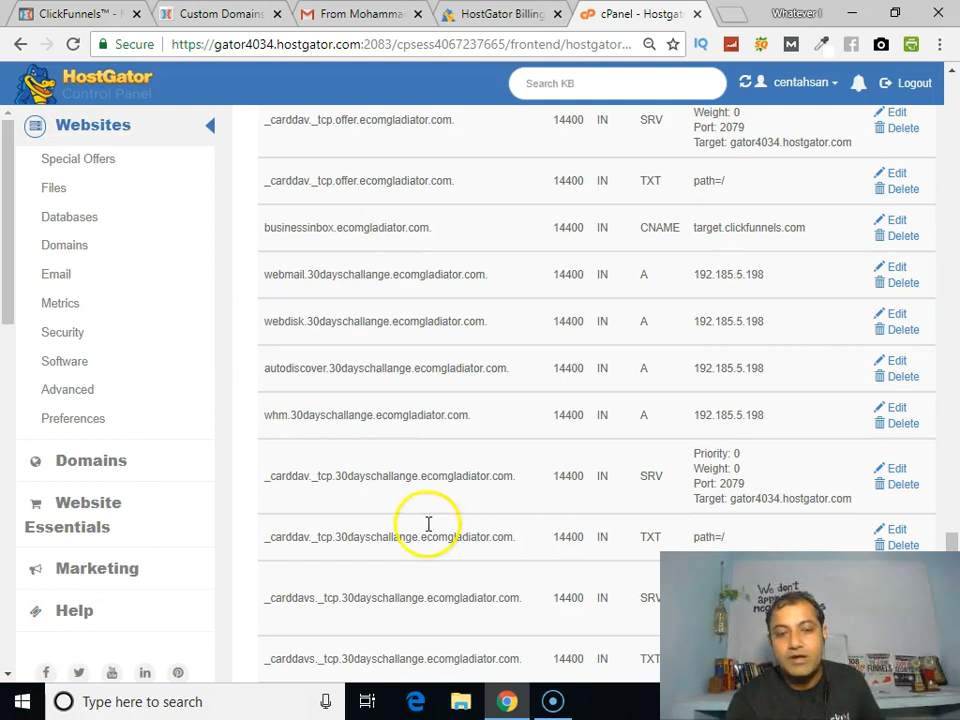 ClickFunnels™ - 
Custom Domains
From Mohamma
HostGator Billing
cPanel - Hostgat
Whatever I
Secure
https://gator4034.hostgator.com:2083/cpsess4067237665/frontend/hostgator...
HostGator
Control Panel
Search KB
centahsan
Logout
Websites
Special Offers
Files
Databases
Domains
Email
Metrics
Security
Software
Advanced
Preferences
Domains
Website
Essentials
Marketing
Help
_carddav._tcp.offer.ecomgladiator.com. 14400 IN SRV
Weight: 0
Port: 2079
Target: gator4034.hostgator.com
Edit
Delete
_carddav._tcp.offer.ecomgladiator.com. 14400 IN TXT path=/
Edit
Delete
businessinbox.ecomgladiator.com. 14400 IN CNAME target.clickfunnels.com
Edit
Delete
webmail.30dayschallange.ecomgladiator.com. 14400 IN A 192.185.5.198
Edit
Delete
webdisk.30dayschallange.ecomgladiator.com. 14400 IN A 192.185.5.198
Edit
Delete
autodiscover.30dayschallange.ecomgladiator.com. 14400 IN A 192.185.5.198
Edit
Delete
whm.30dayschallange.ecomgladiator.com. 14400 IN A 192.185.5.198
Edit
Delete
_carddav._tcp.30dayschallange.ecomgladiator.com. 14400 IN SRV
Priority: 0
Weight: 0
Port: 2079
Target: gator4034.hostgator.com
Edit
Delete
_carddav._tcp.30dayschallange.ecomgladiator.com. 14400 IN TXT path=/
Edit
Delete
_carddavs._tcp.30dayschallange.ecomgladiator.com. 14400 IN SRV
_carddavs._tcp.30dayschallange.ecomgladiator.com. 14400 IN TXT
We don't
Type here to search